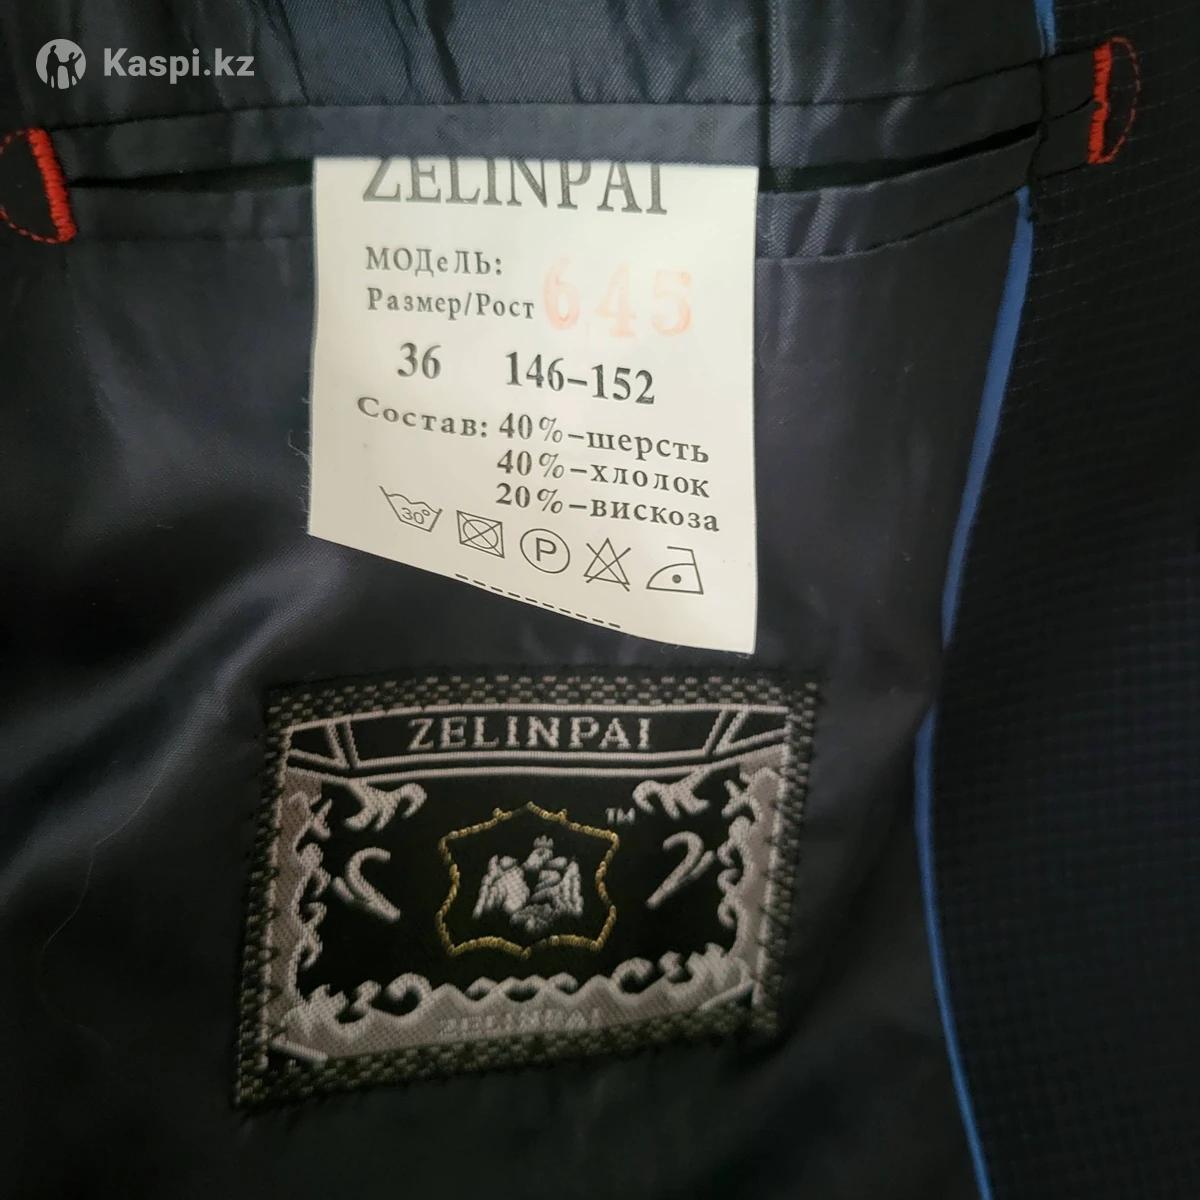 Kaspi.kz
ZELINPAI
МОДеЛЬ: 645
Размер/Рост
36 146-152
Состав: 40%-шерсть
40%-хлолок
20%-вискоза
30°
P
ZELINPAI
TM
ZELINPAI